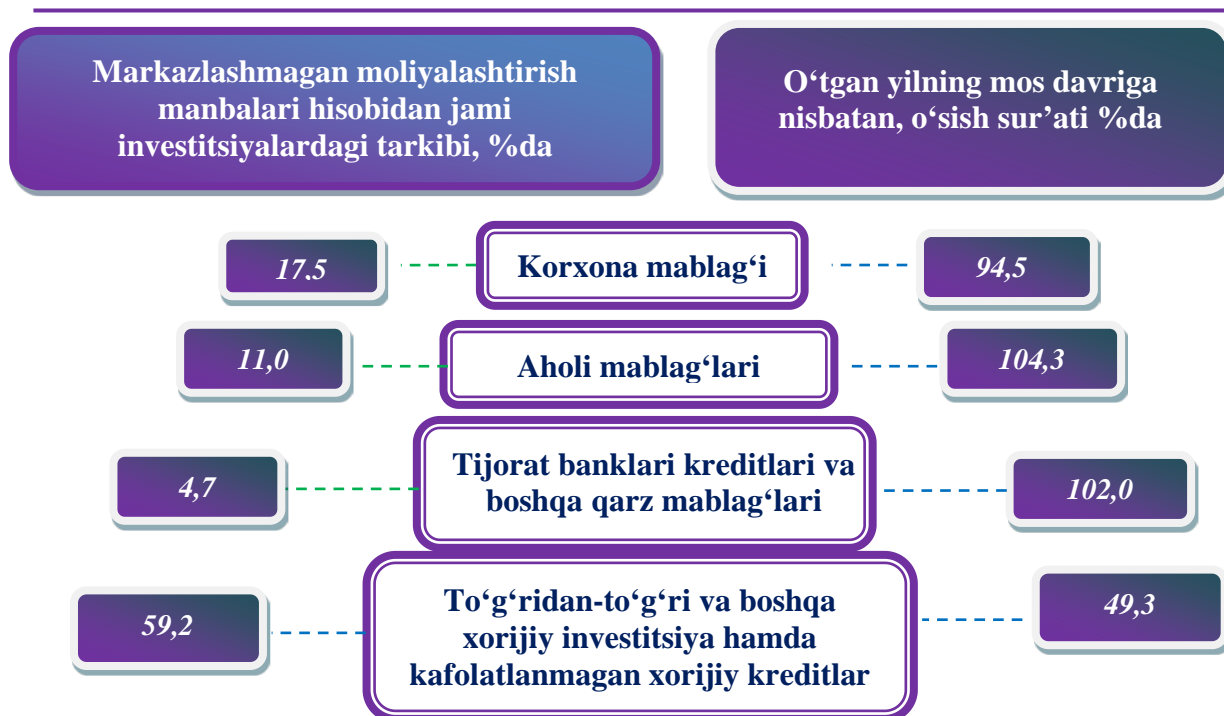 Markazlashmagan moliyalashtirish
manbalari hisobidan jami
investitsiyalardagi tarkibi, %da
O‘tgan yilning mos davriga
nisbatan, o‘sish sur’ati %da
17.5
Korxona mablag‘i
94,5
11,0
Aholi mablag‘lari
104,3
4,7
Tijorat banklari kreditlari va
boshqa qarz mablag‘lari
102,0
59,2
To‘g‘ridan-to‘g‘ri va boshqa
xorijiy investitsiya hamda
kafolatlanmagan xorijiy kreditlar
49,3